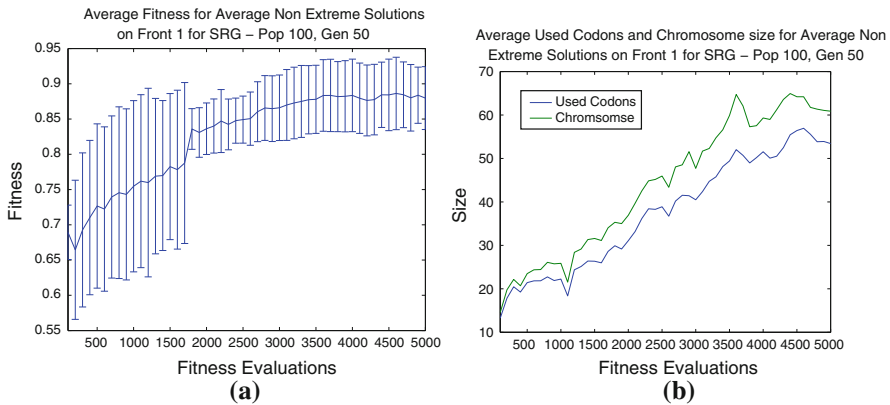 Average Fitness for Average Non Extreme Solutions
on Front 1 for SRG – Pop 100, Gen 50
0.95
0.9
0.85
0.8
0.75
0.7
0.65
0.6
0.55
Fitness
500 1000 1500 2000 2500 3000 3500 4000 4500 5000
Fitness Evaluations
(a)
Average Used Codons and Chromosome size for Average Non
Extreme Solutions on Front 1 for SRG – Pop 100, Gen 50
70
60
50
40
30
20
10
Size
Used Codons
Chromsomse
500 1000 1500 2000 2500 3000 3500 4000 4500 5000
Fitness Evaluations
(b)